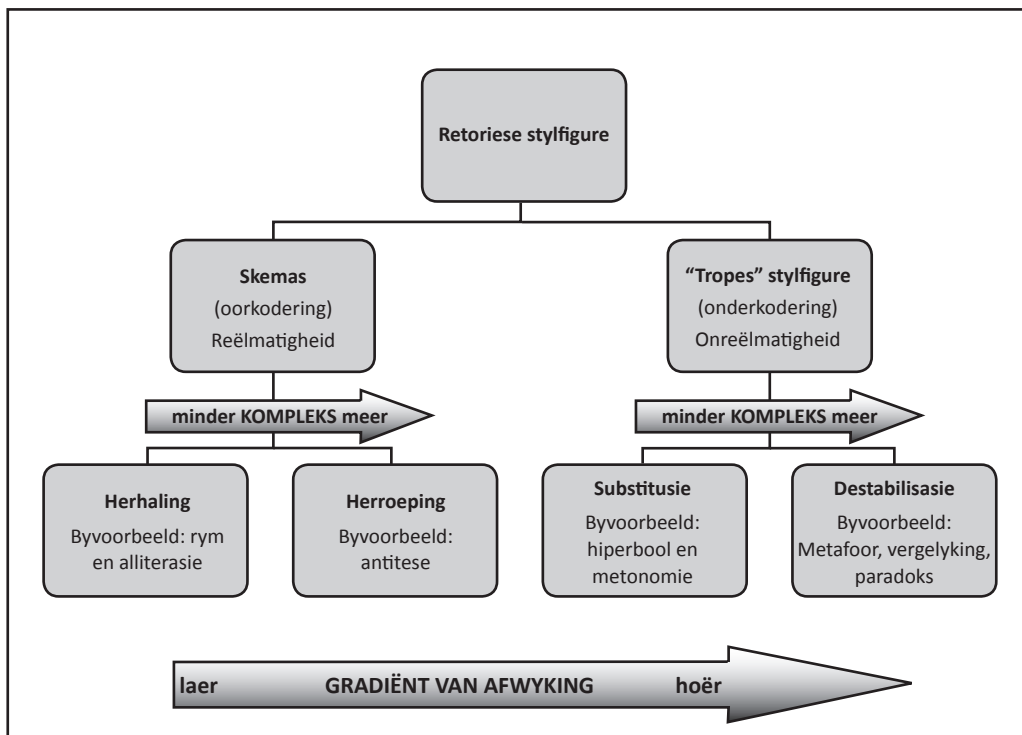 Retoriese stylfigure
Skemas
(oorkodering)
Reëlmatigheid
“Tropes” stylfigure
(onderkodering)
Onreëlmatigheid
minder KOMPLEKS meer
minder KOMPLEKS meer
Herhaling
Byvoorbeeld: rym
en alliterasie
Herroeping
Byvoorbeeld:
antitese
Substitusie
Byvoorbeeld:
hiperbool en
metonomie
Destabilisasie
Byvoorbeeld:
Metafoor, vergelyking,
paradoks
laer GRADIËNT VAN AFWYKING hoër